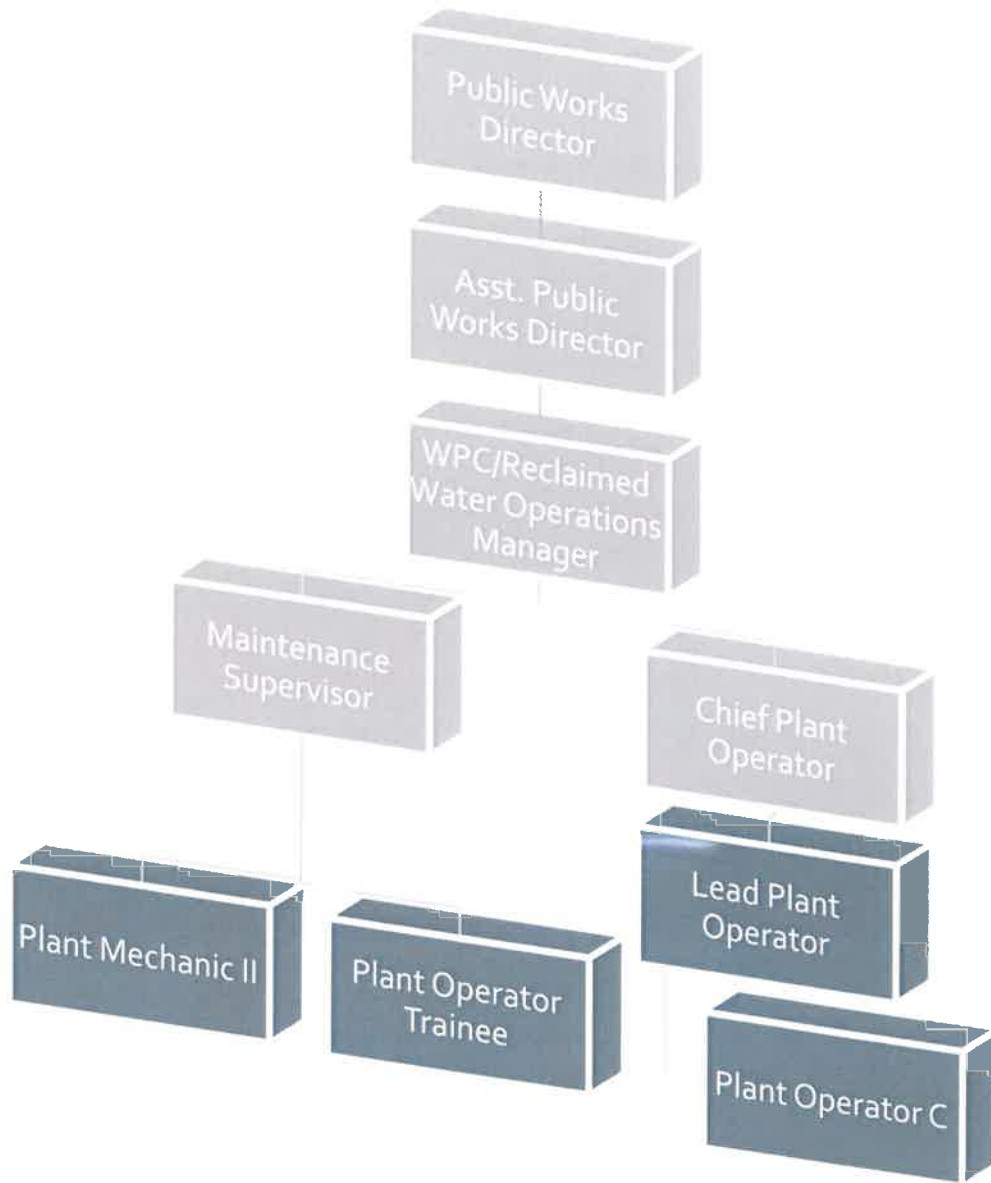 Public Works
Director
Asst. Public
Works Director
WPC/Reclaimed
Water Operations
Manager
Maintenance
Supervisor
Chief Plant
Operator
Plant Mechanic II
Plant Operator
Trainee
Lead Plant
Operator
Plant Operator C